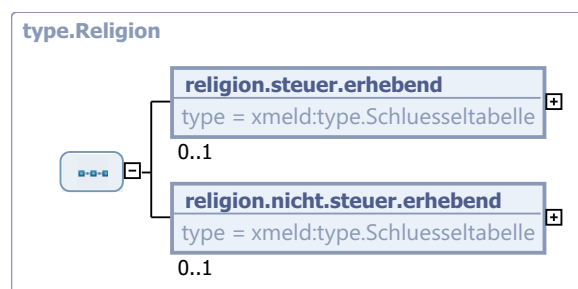 type.Religion
religion.steuer.erhebend
type = xmeld:type.Schluesseltabelle
0..1
religion.nicht.steuer.erhebend
type = xmeld:type.Schluesseltabelle
0..1